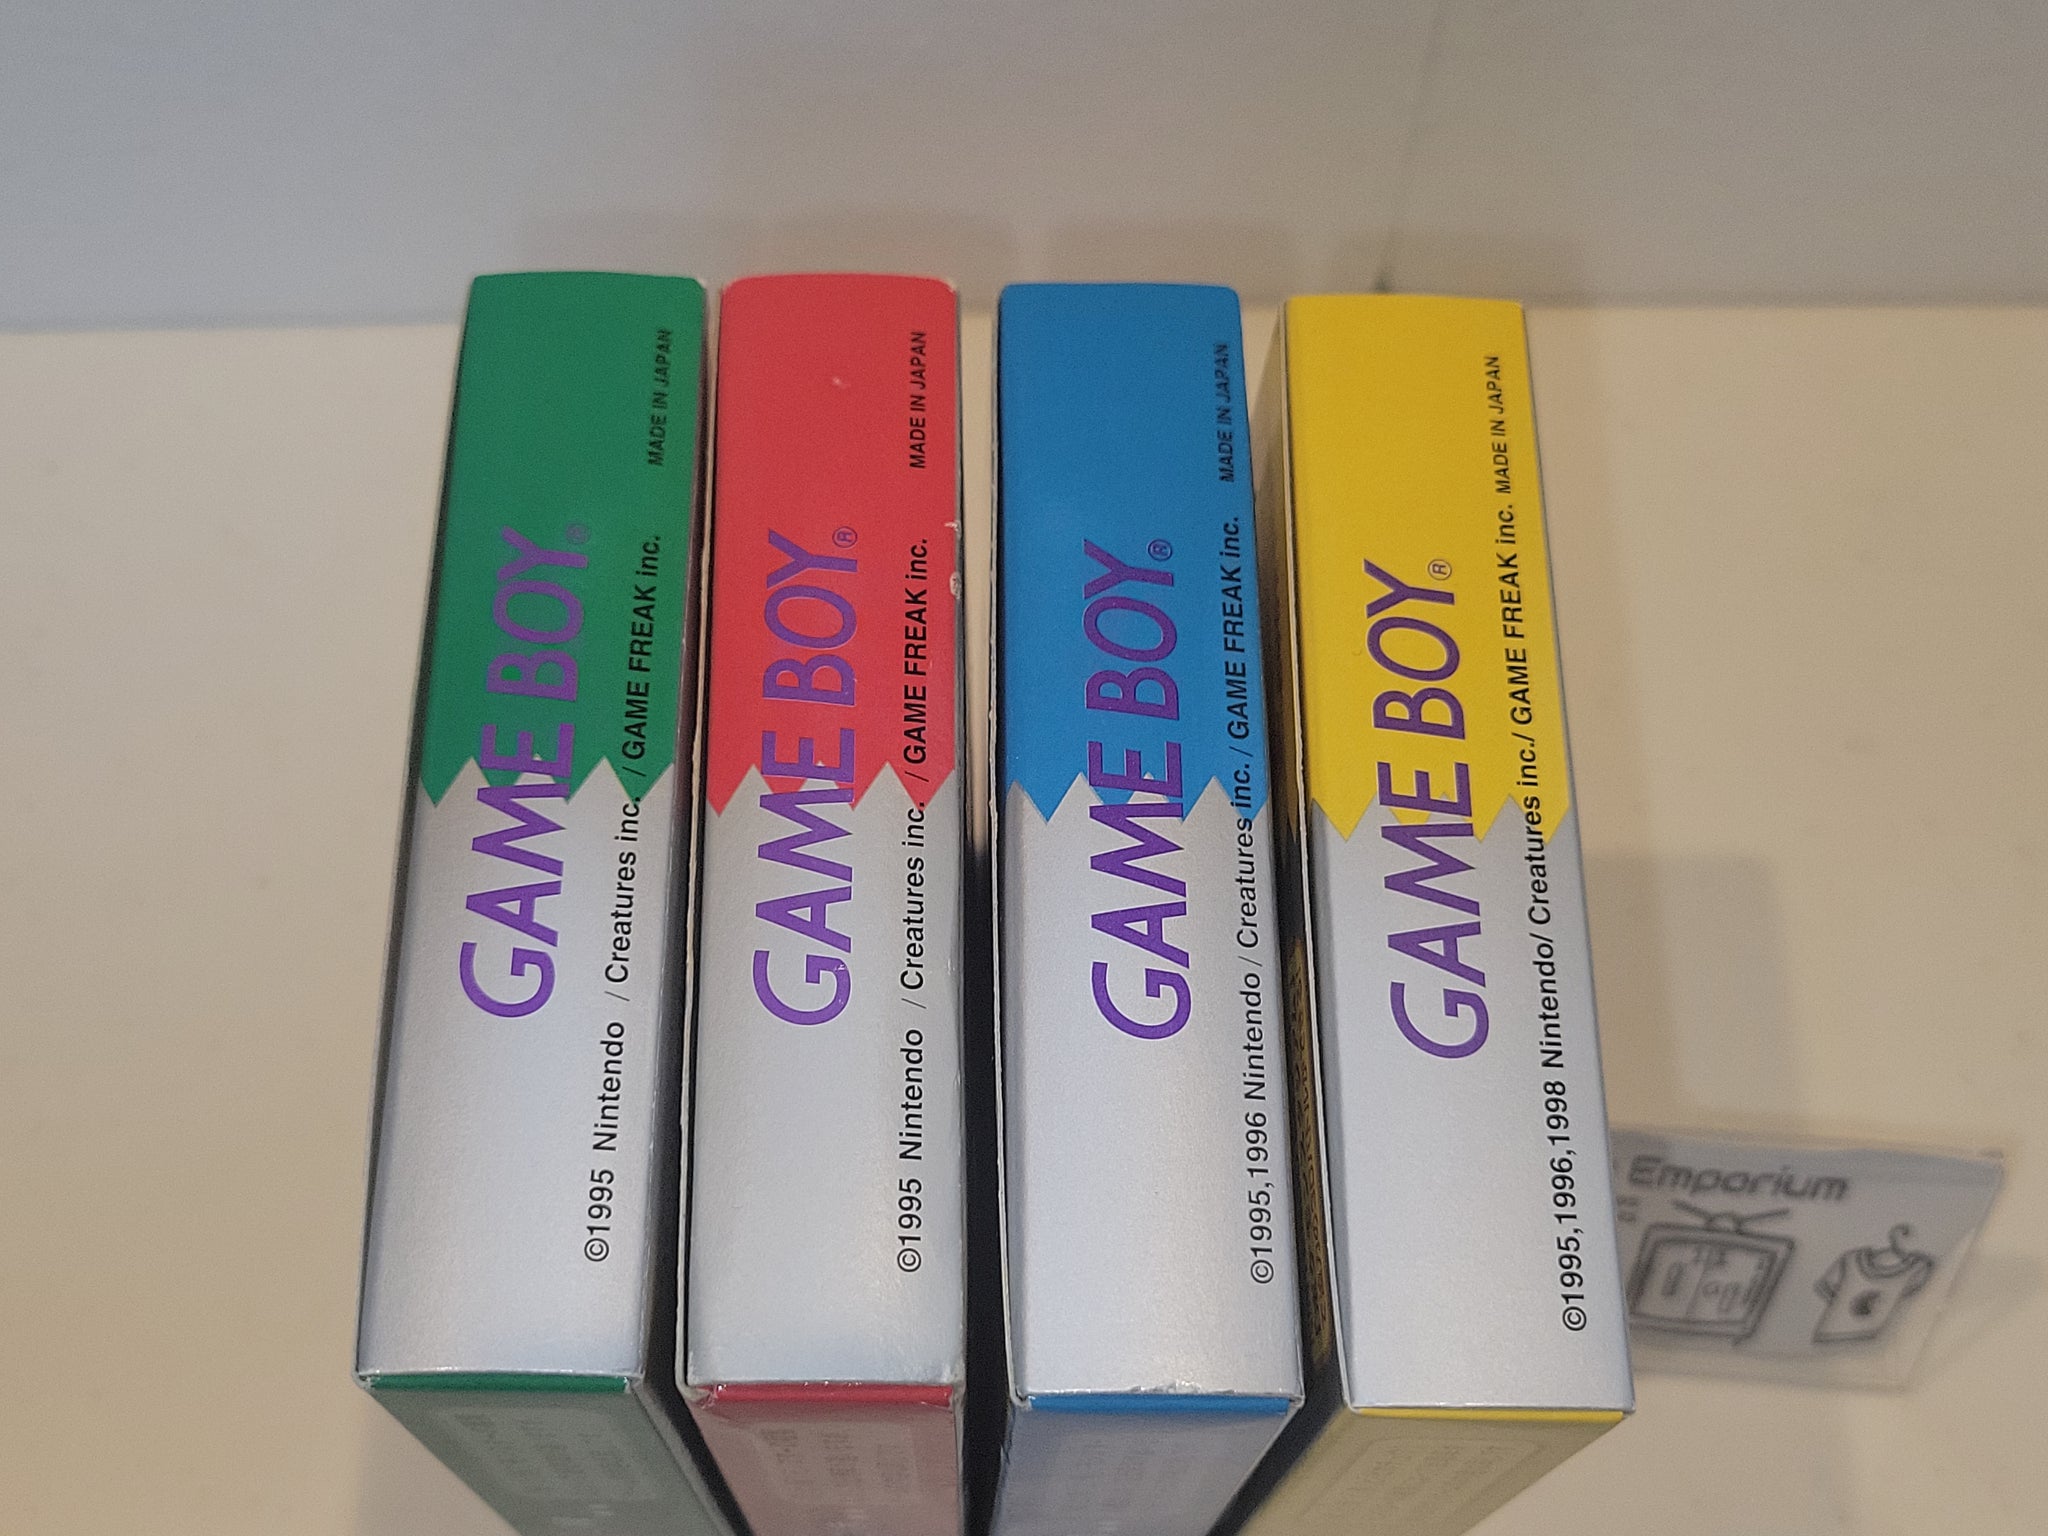 GAME BOY®
©1995 Nintendo / Creatures inc. / GAME FREAK inc. MADE IN JAPAN
GAME BOY®
©1995 Nintendo / Creatures inc. / GAME FREAK inc. MADE IN JAPAN
GAME BOY®
©1995,1996 Nintendo / Creatures inc. / GAME FREAK inc. MADE IN JAPAN
GAME BOY®
©1995,1996,1998 Nintendo/ Creatures inc./ GAME FREAK inc. MADE IN JAPAN
Emporium